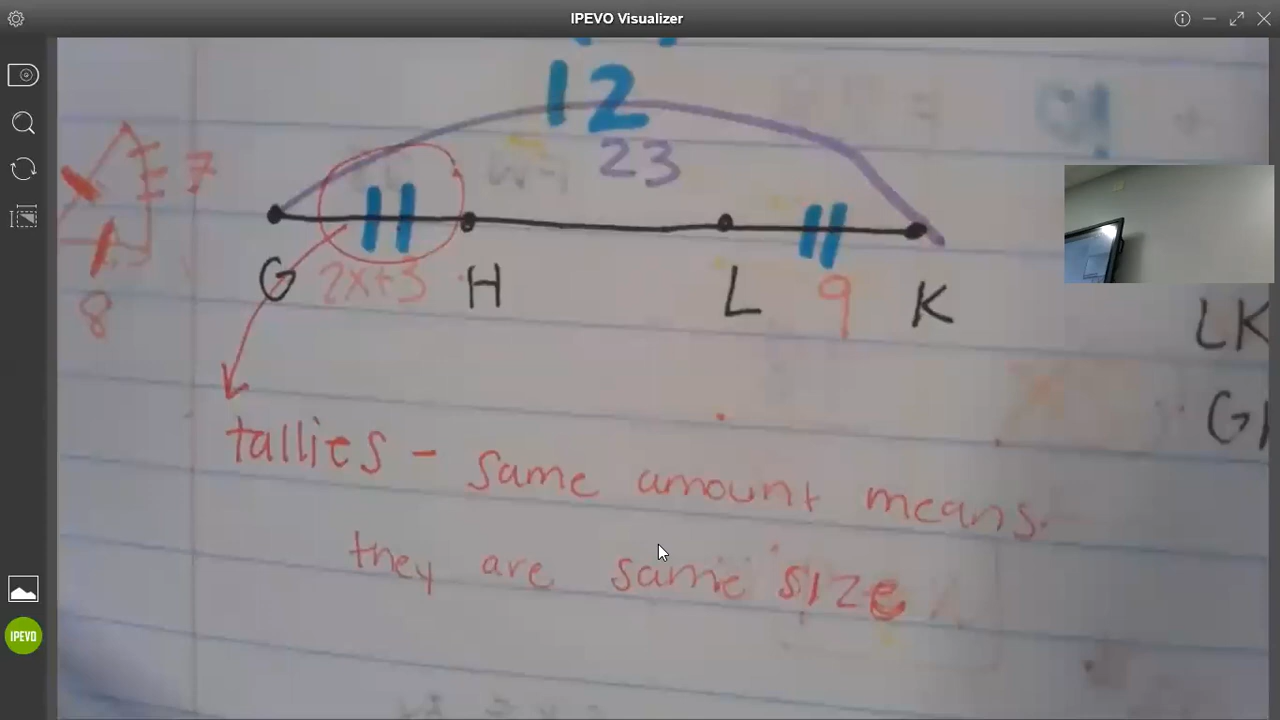 IPEVO Visualizer
12
23
7
G 2x+3 H L 9 K
8
LK
tallies - same amount means
they are same size
IPEVO